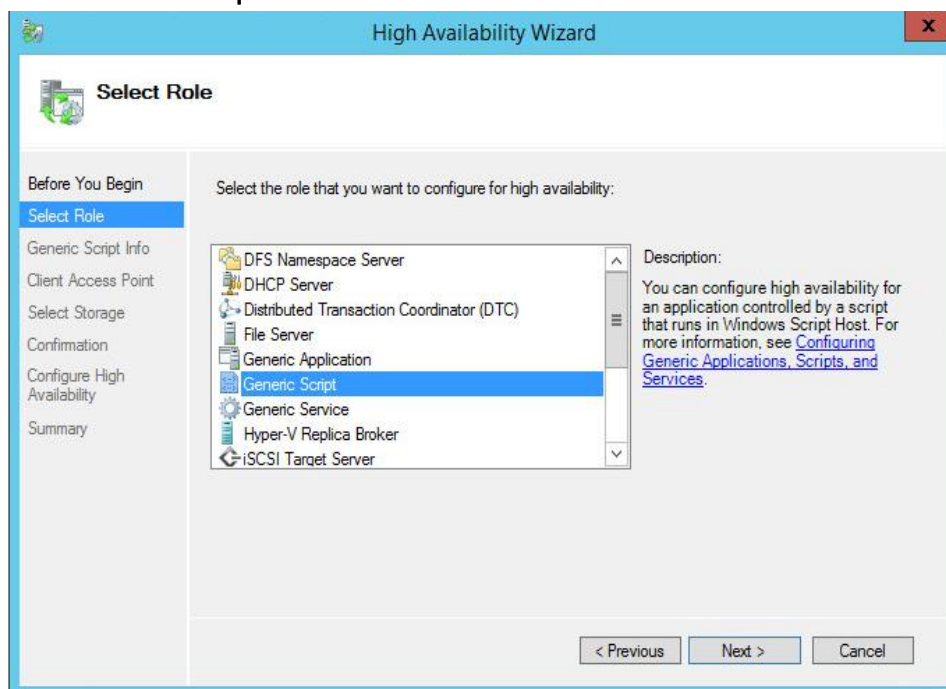 High Availability Wizard
X
Select Role
Before You Begin
Select Role
Generic Script Info
Client Access Point
Select Storage
Confirmation
Configure High
Availability
Summary
Select the role that you want to configure for high availability:
DFS Namespace Server
DHCP Server
Distributed Transaction Coordinator (DTC)
File Server
Generic Application
Generic Script
Generic Service
Hyper-V Replica Broker
iSCSI Target Server
Description:
You can configure high availability for
an application controlled by a script
that runs in Windows Script Host. For
more information, see Configuring
Generic Applications, Scripts, and
Services.
< Previous
Next >
Cancel